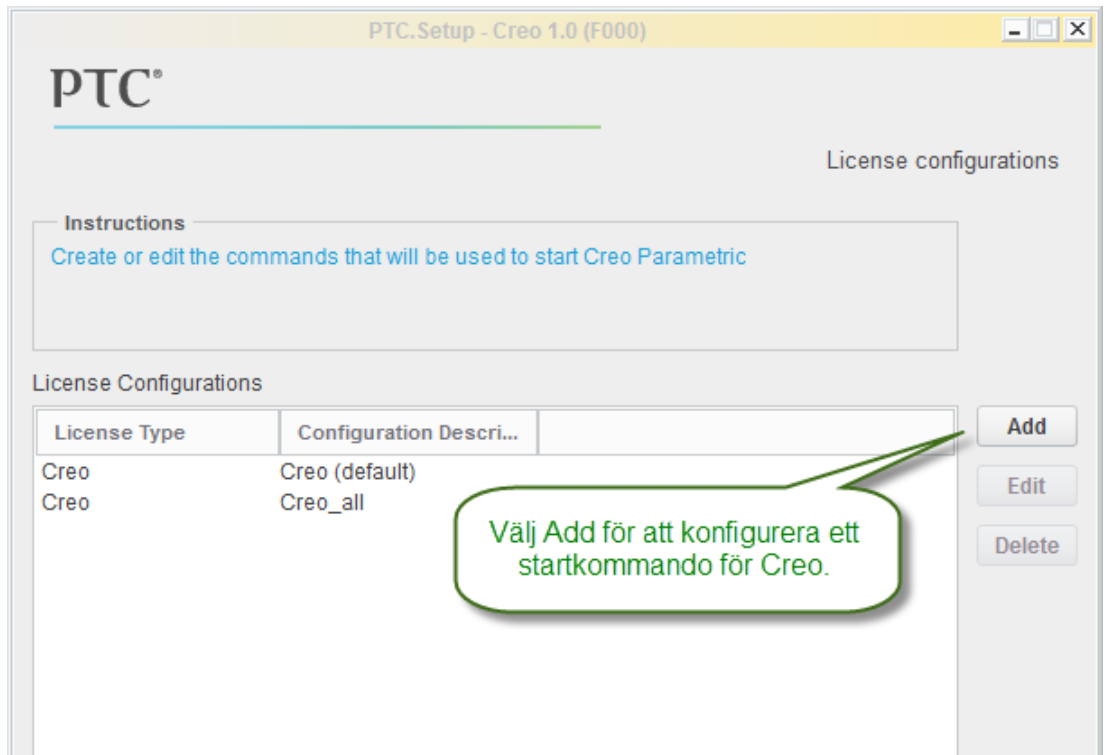 PTC.Setup - Creo 1.0 (F000)
PTC®
License configurations
Instructions
Create or edit the commands that will be used to start Creo Parametric
License Configurations
License Type Configuration Descri...
Add
Creo Creo (default)
Edit
Creo Creo_all
Välj Add för att konfigurera ett
startkommando för Creo.
Delete